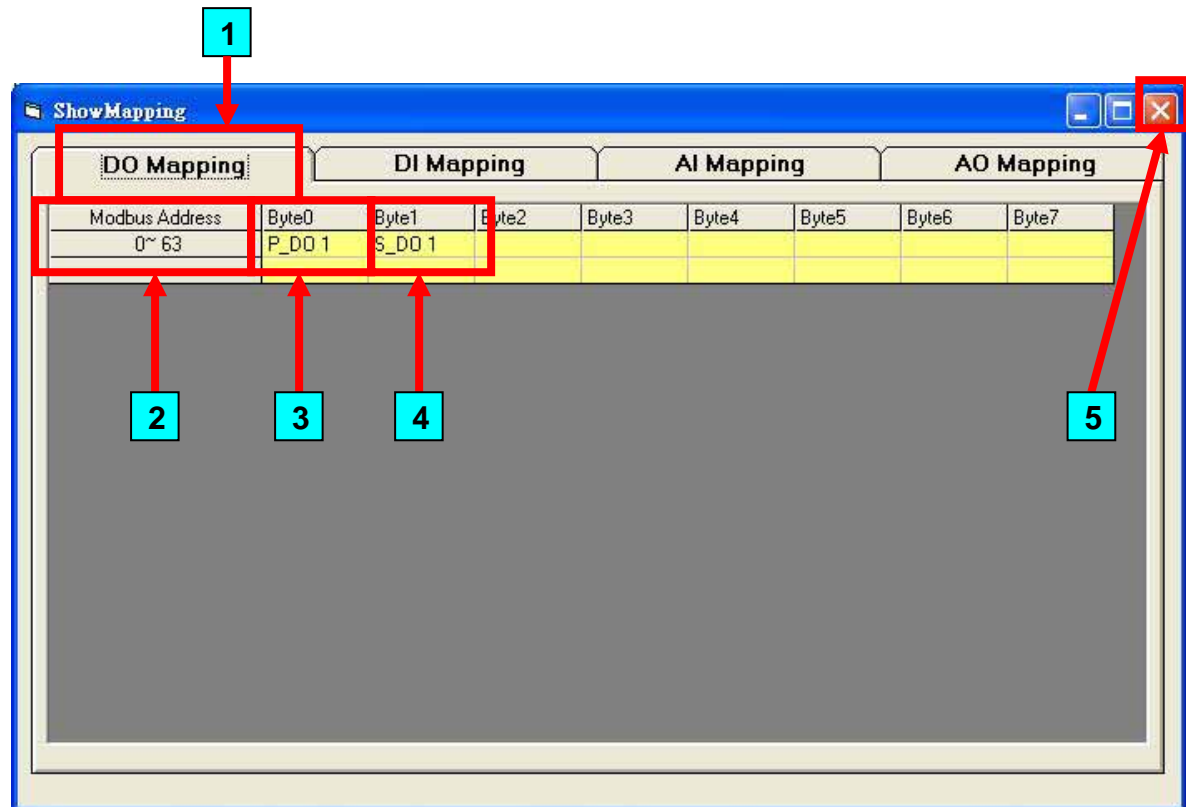 1
ShowMapping
DO Mapping DI Mapping AI Mapping AO Mapping
Modbus Address Byte0 Byte1 Byte2 Byte3 Byte4 Byte5 Byte6 Byte7
0~ 63 P_DO 1 S_DO 1
2 3 4 5